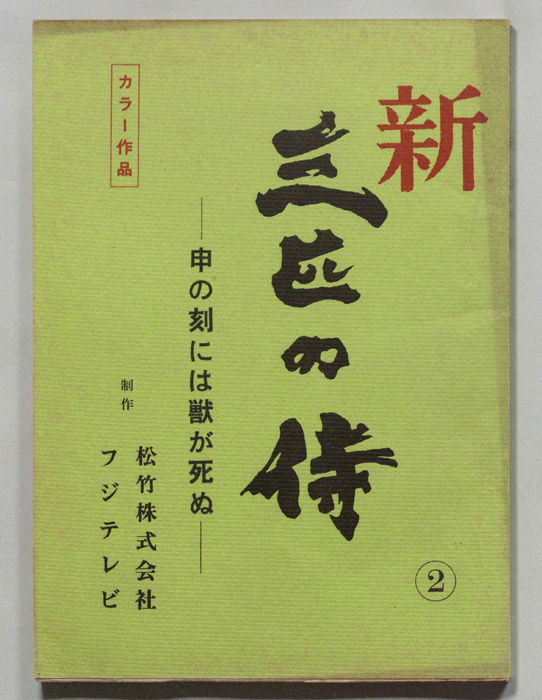 新
三匹の侍
カラー作品
―申の刻には獣が死ぬ―
制作
松竹株式会社
フジテレビ
②